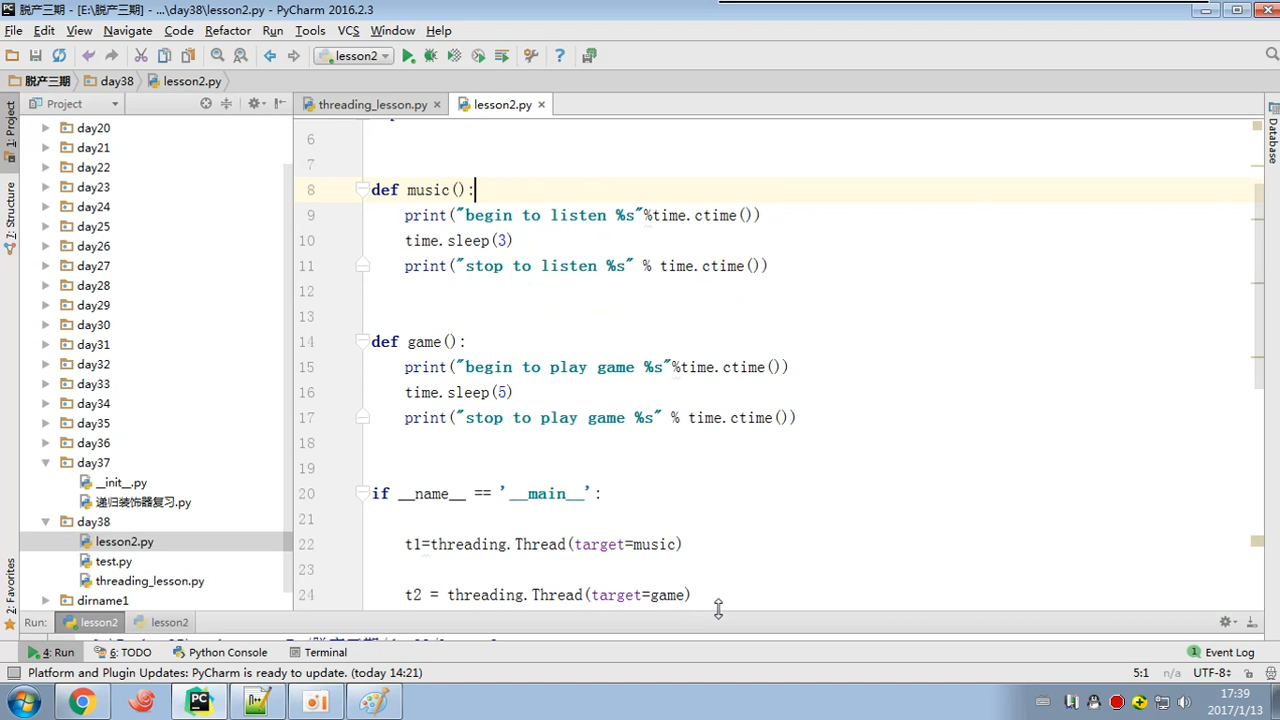 脱产三期 - [E:\脱产三期] - ...\day38\lesson2.py - PyCharm 2016.2.3
File Edit View Navigate Code Refactor Run Tools VCS Window Help
lesson2
脱产三期 day38 lesson2.py
Project
threading_lesson.py lesson2.py
1: Project
7: Structure
2: Favorites
Database
day20
day21
day22
day23
day24
day25
day26
day27
day28
day29
day30
day31
day32
day33
day34
day35
day36
day37
__init__.py
递归装饰器复习.py
day38
lesson2.py
test.py
threading_lesson.py
dirname1
6
7
8 def music():
9 print("begin to listen %s"%time.ctime())
10 time.sleep(3)
11 print("stop to listen %s" % time.ctime())
12
13
14 def game():
15 print("begin to play game %s"%time.ctime())
16 time.sleep(5)
17 print("stop to play game %s" % time.ctime())
18
19
20 if __name__ == '__main__':
21
22 t1=threading.Thread(target=music)
23
24 t2 = threading.Thread(target=game)
Run: lesson2 lesson2
4: Run 6: TODO Python Console Terminal 1 Event Log
Platform and Plugin Updates: PyCharm is ready to update. (today 14:21) 5:1 n/a UTF-8
17:39
2017/1/13